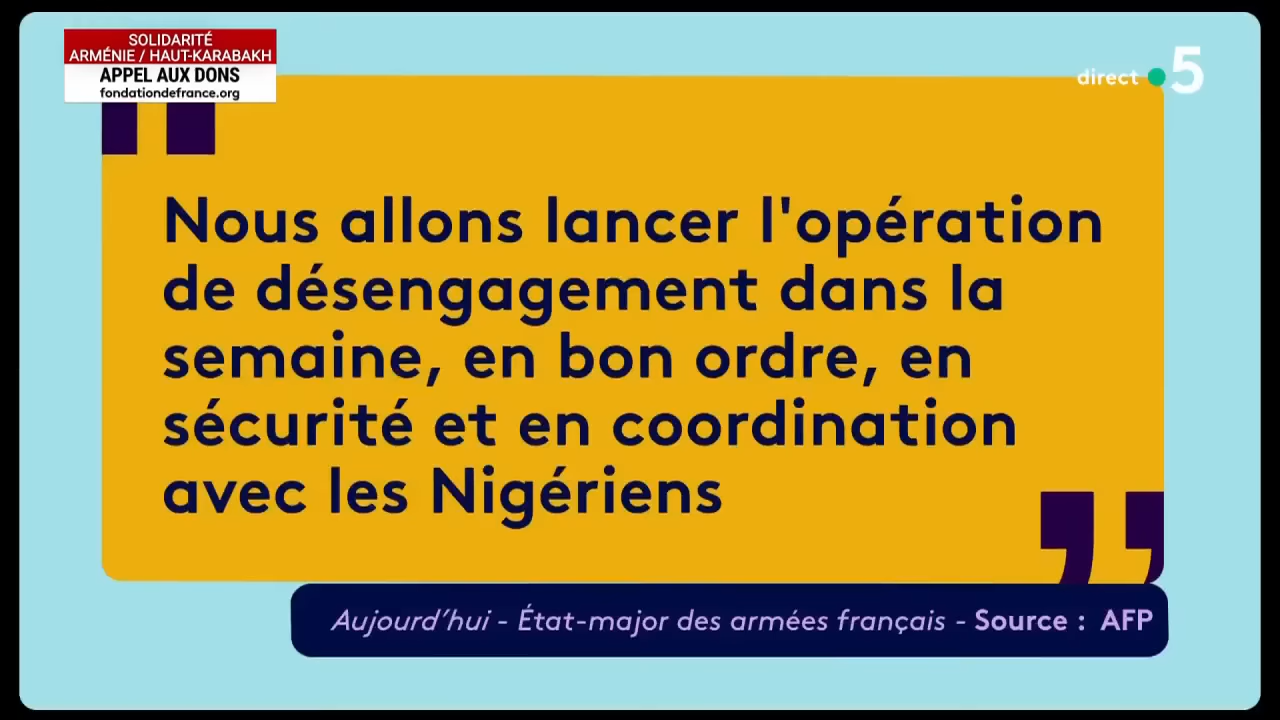 SOLIDARITÉ
ARMÉNIE / HAUT-KARABAKH
APPEL AUX DONS
fondationdefrance.org
direct 5
Nous allons lancer l'opération
de désengagement dans la
semaine, en bon ordre, en
sécurité et en coordination
avec les Nigériens
Aujourd'hui - État-major des armées français - Source : AFP